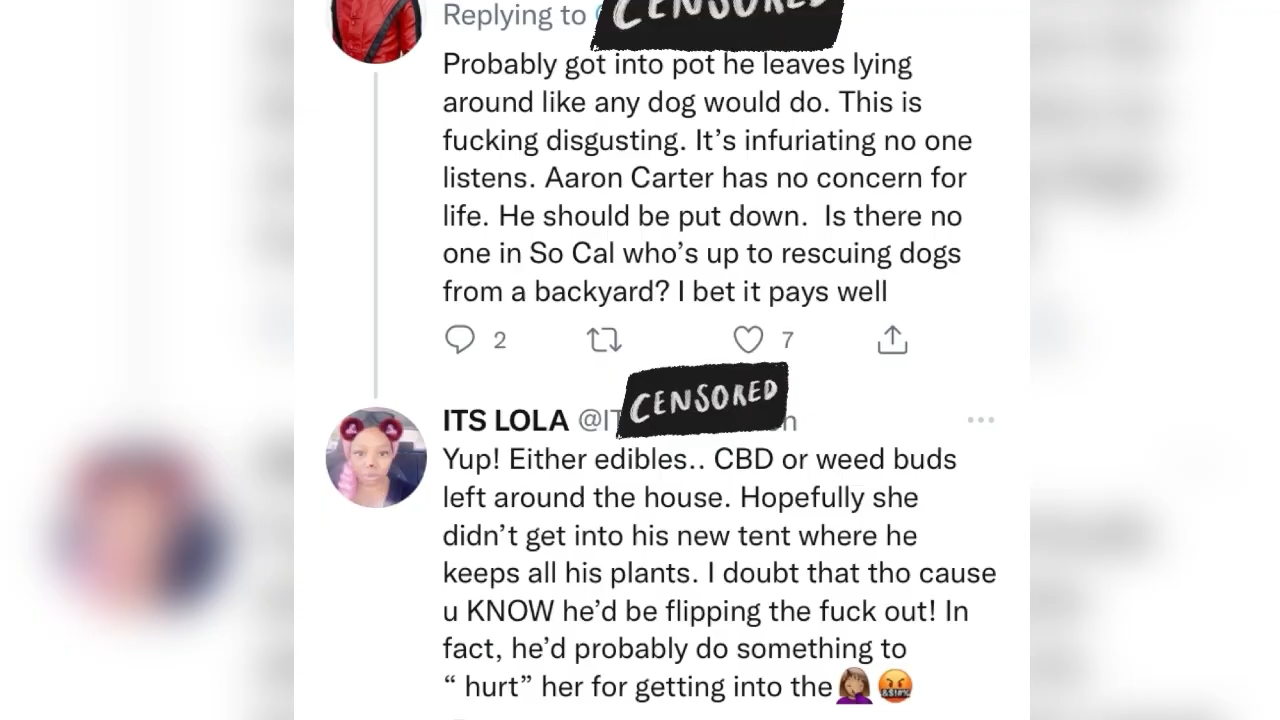 Replying to
CENSORED
Probably got into pot he leaves lying
around like any dog would do. This is
fucking disgusting. It’s infuriating no one
listens. Aaron Carter has no concern for
life. He should be put down.  Is there no
one in So Cal who’s up to rescuing dogs
from a backyard? I bet it pays well
2
7
ITS LOLA @IT CENSORED n
Yup! Either edibles.. CBD or weed buds
left around the house. Hopefully she
didn’t get into his new tent where he
keeps all his plants. I doubt that tho cause
u KNOW he’d be flipping the fuck out! In
fact, he’d probably do something to
“ hurt” her for getting into the🤦🏽‍♀️ 🤬